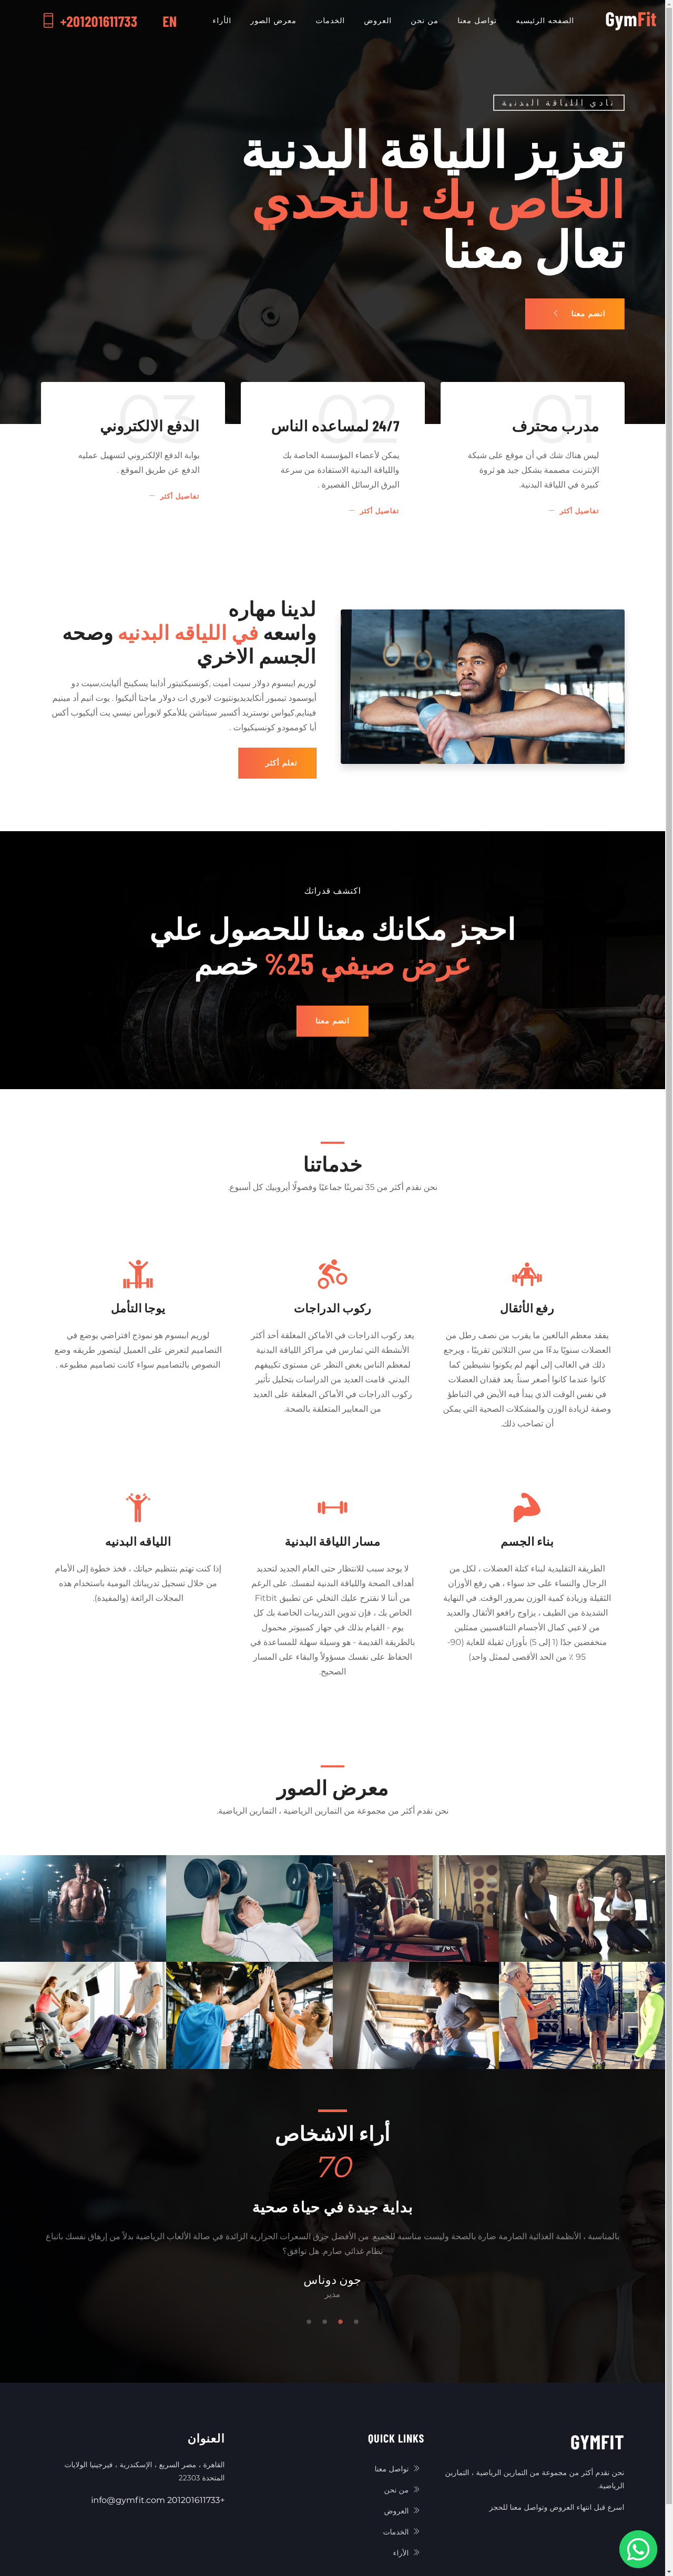 GymFit
الصفحه الرئيسيه
تواصل معنا
من نحن
العروض
الخدمات
معرض الصور
الأراء
EN
+201201611733
نادي اللياقة البدنية
تعزيز اللياقة البدنية
الخاص بك بالتحدي
تعال معنا
انضم معنا
01
مدرب محترف
ليس هناك شك في أن موقع على شبكة
الإنترنت مصممة بشكل جيد هو ثروة
كبيرة في اللياقة البدنية.
تفاصيل أكثر
02
24/7 لمساعده الناس
يمكن لأعضاء المؤسسة الخاصة بك
واللياقة البدنية الاستفادة من سرعة
البرق الرسائل القصيرة .
تفاصيل أكثر
03
الدفع الالكتروني
بوابة الدفع الإلكتروني لتسهيل عمليه
الدفع عن طريق الموقع .
تفاصيل أكثر
لدينا مهاره
واسعه في اللياقه البدنيه وصحه
الجسم الاخري
لوريم ايبسوم دولار سيت أميت ,كونسيكتيتور أدايبا يسكينج أليايت,سيت دو
أيوسمود تيمبور أنكايديديونتيوت لابوري ات دولار ماجنا أليكيوا . يوت انيم أد مينيم
فينايم,كيواس نوستريد أكسير سيتاشن يللأمكو لابورأس نيسي يت أليكيوب أكس
أيا كوممودو كونسيكيوات .
تعلم أكثر
اكتشف قدراتك
احجز مكانك معنا للحصول علي
عرض صيفي 25% خصم
انضم معنا
خدماتنا
نحن نقدم أكثر من 35 تمرينًا جماعيًا وفصولًا أيروبيك كل أسبوع.
رفع الأثقال
يفقد معظم البالغين ما يقرب من نصف رطل من
العضلات سنويًا بدءًا من سن الثلاثين تقريبًا ، ويرجع
ذلك في الغالب إلى أنهم لم يكونوا نشيطين كما
كانوا عندما كانوا أصغر سناً. يعد فقدان العضلات
في نفس الوقت الذي يبدأ فيه الأيض في التباطؤ
وصفة لزيادة الوزن والمشكلات الصحية التي يمكن
أن تصاحب ذلك.
ركوب الدراجات
يعد ركوب الدراجات في الأماكن المغلقة أحد أكثر
الأنشطة التي تمارس في مراكز اللياقة البدنية
لمعظم الناس بغض النظر عن مستوى تكييفهم
البدني. قامت العديد من الدراسات بتحليل تأثير
ركوب الدراجات في الأماكن المغلقة على العديد
من المعايير المتعلقة بالصحة.
يوجا التأمل
لوريم ايبسوم هو نموذج افتراضي يوضع في
التصاميم لتعرض على العميل ليتصور طريقه وضع
النصوص بالتصاميم سواء كانت تصاميم مطبوعه .
بناء الجسم
الطريقة التقليدية لبناء كتلة العضلات ، لكل من
الرجال والنساء على حد سواء ، هي رفع الأوزان
الثقيلة وزيادة كمية الوزن بمرور الوقت. في النهاية
الشديدة من الطيف ، يزاوج رافعو الأثقال والعديد
من لاعبي كمال الأجسام التنافسيين ممثلين
منخفضين جدًا (1 إلى 5) بأوزان ثقيلة للغاية (90-
95 ٪ من الحد الأقصى لممثل واحد)
مسار اللياقة البدنية
لا يوجد سبب للانتظار حتى العام الجديد لتحديد
أهداف الصحة واللياقة البدنية لنفسك. على الرغم
من أننا لا نقترح عليك التخلي عن تطبيق Fitbit
الخاص بك ، فإن تدوين التدريبات الخاصة بك كل
يوم - القيام بذلك في جهاز كمبيوتر محمول
بالطريقة القديمة - هو وسيلة سهلة للمساعدة في
الحفاظ على نفسك مسؤولاً والبقاء على المسار
الصحيح.
اللياقه البدنيه
إذا كنت تهتم بتنظيم حياتك ، فخذ خطوة إلى الأمام
من خلال تسجيل تدريباتك اليومية باستخدام هذه
المجلات الرائعة (والمفيدة).
معرض الصور
نحن نقدم أكثر من مجموعة من التمارين الرياضية ، التمارين الرياضية.
أراء الاشخاص
70
بداية جيدة في حياة صحية
بالمناسبة ، الأنظمة الغذائية الصارمة ضارة بالصحة وليست مناسبة للجميع. من الأفضل حرق السعرات الحرارية الزائدة في صالة الألعاب الرياضية بدلاً من إرهاق نفسك باتباع
نظام غذائي صارم. هل توافق؟
جون دوناس
مدير
GYMFIT
نحن نقدم أكثر من مجموعة من التمارين الرياضية ، التمارين
الرياضية.
اسرع قبل انتهاء العروض وتواصل معنا للحجز
QUICK LINKS
تواصل معنا
من نحن
العروض
الخدمات
الأراء
العنوان
القاهرة ، مصر السريع ، الإسكندرية ، فيرجينيا الولايات
المتحدة 22303
info@gymfit.com 201201611733+